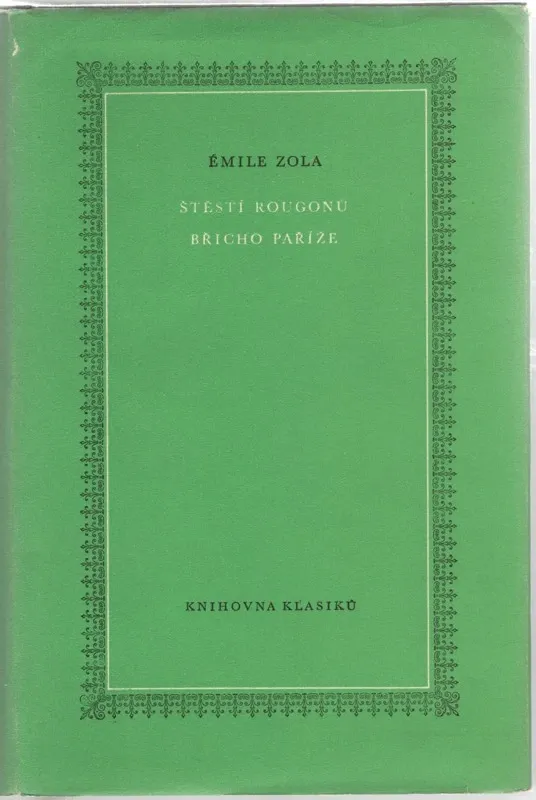 ÉMILE ZOLA
ŠTĚSTÍ ROUGONŮ
BŘICHO PAŘÍŽE
KNIHOVNA KLASIKŮ